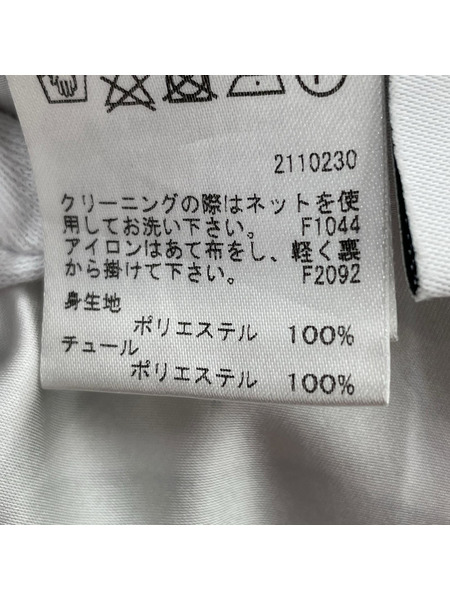 2110230
クリーニングの際はネットを使
用してお洗い下さい。 F1044
アイロンはあて布をし、軽く裏
から掛けて下さい。 F2092
身生地
ポリエステル 100%
チュール
ポリエステル 100%